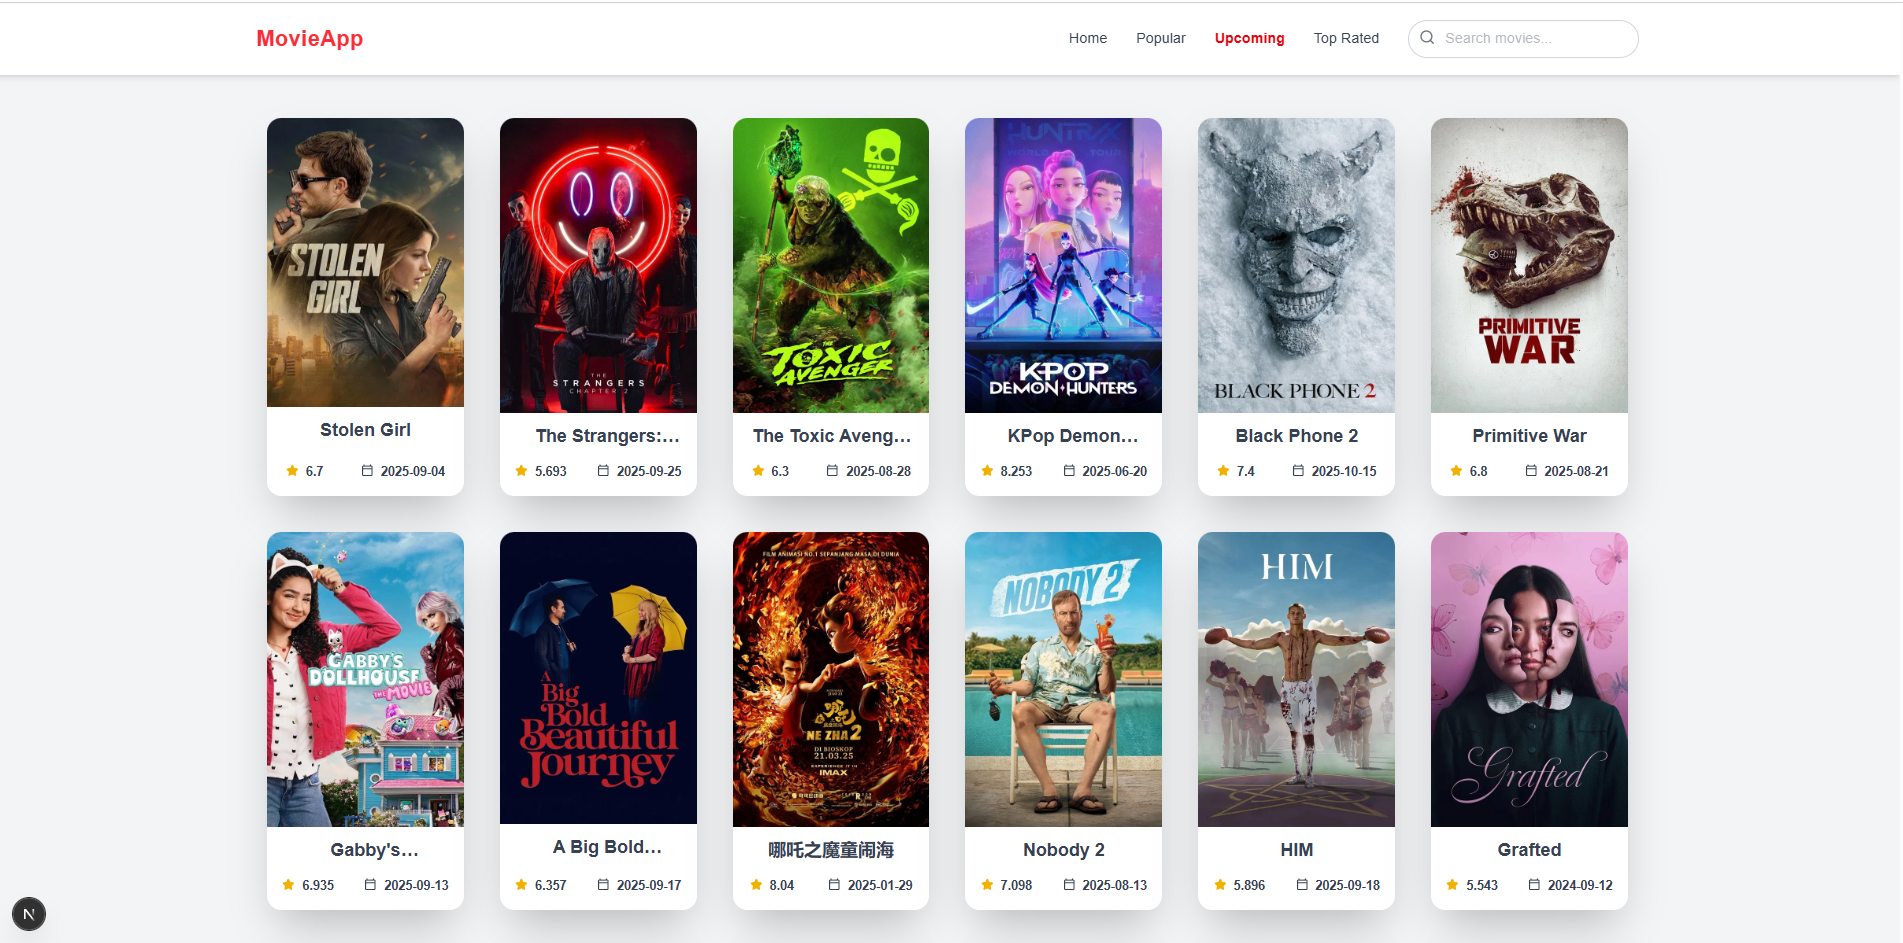 MovieApp
Home
Popular
Upcoming
Top Rated
Search movies...
STOLEN
GIRL
Stolen Girl
6.7
2025-09-04
THE
STRANGERS
CHAPTER 2
The Strangers:...
5.693
2025-09-25
THE
TOXIC
AVENGER
The Toxic Aveng...
6.3
2025-08-28
HUNTR/X
WORLD TOUR
KPOP
DEMON HUNTERS
KPop Demon...
8.253
2025-06-20
BLACK PHONE 2
Black Phone 2
7.4
2025-10-15
PRIMITIVE
WAR
Primitive War
6.8
2025-08-21
GABBY'S
DOLLHOUSE
THE MOVIE
Gabby's...
6.935
2025-09-13
A
Big
Bold
Beautiful
Journey
A Big Bold...
6.357
2025-09-17
FILM ANIMASI NO.1 SEPANJANG MASA DI DUNIA
哪吒
NE ZHA 2
DI BIOSKOP
21.03.25
EXPERIENCE IT IN
IMAX
哪吒之魔童闹海
8.04
2025-01-29
NOBODY 2
Nobody 2
7.098
2025-08-13
HIM
HIM
5.896
2025-09-18
Grafted
Grafted
5.543
2024-09-12
N